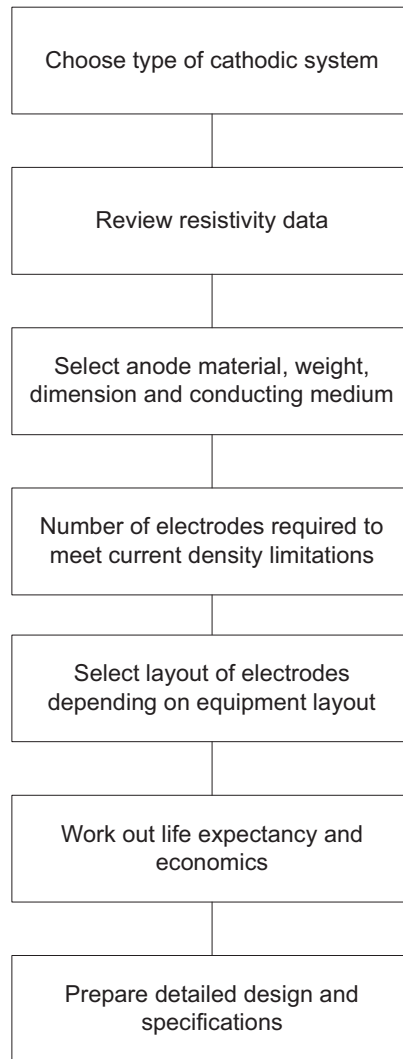 Choose type of cathodic system
Review resistivity data
Select anode material, weight,
dimension and conducting medium
Number of electrodes required to
meet current density limitations
Select layout of electrodes
depending on equipment layout
Work out life expectancy and
economics
Prepare detailed design and
specifications